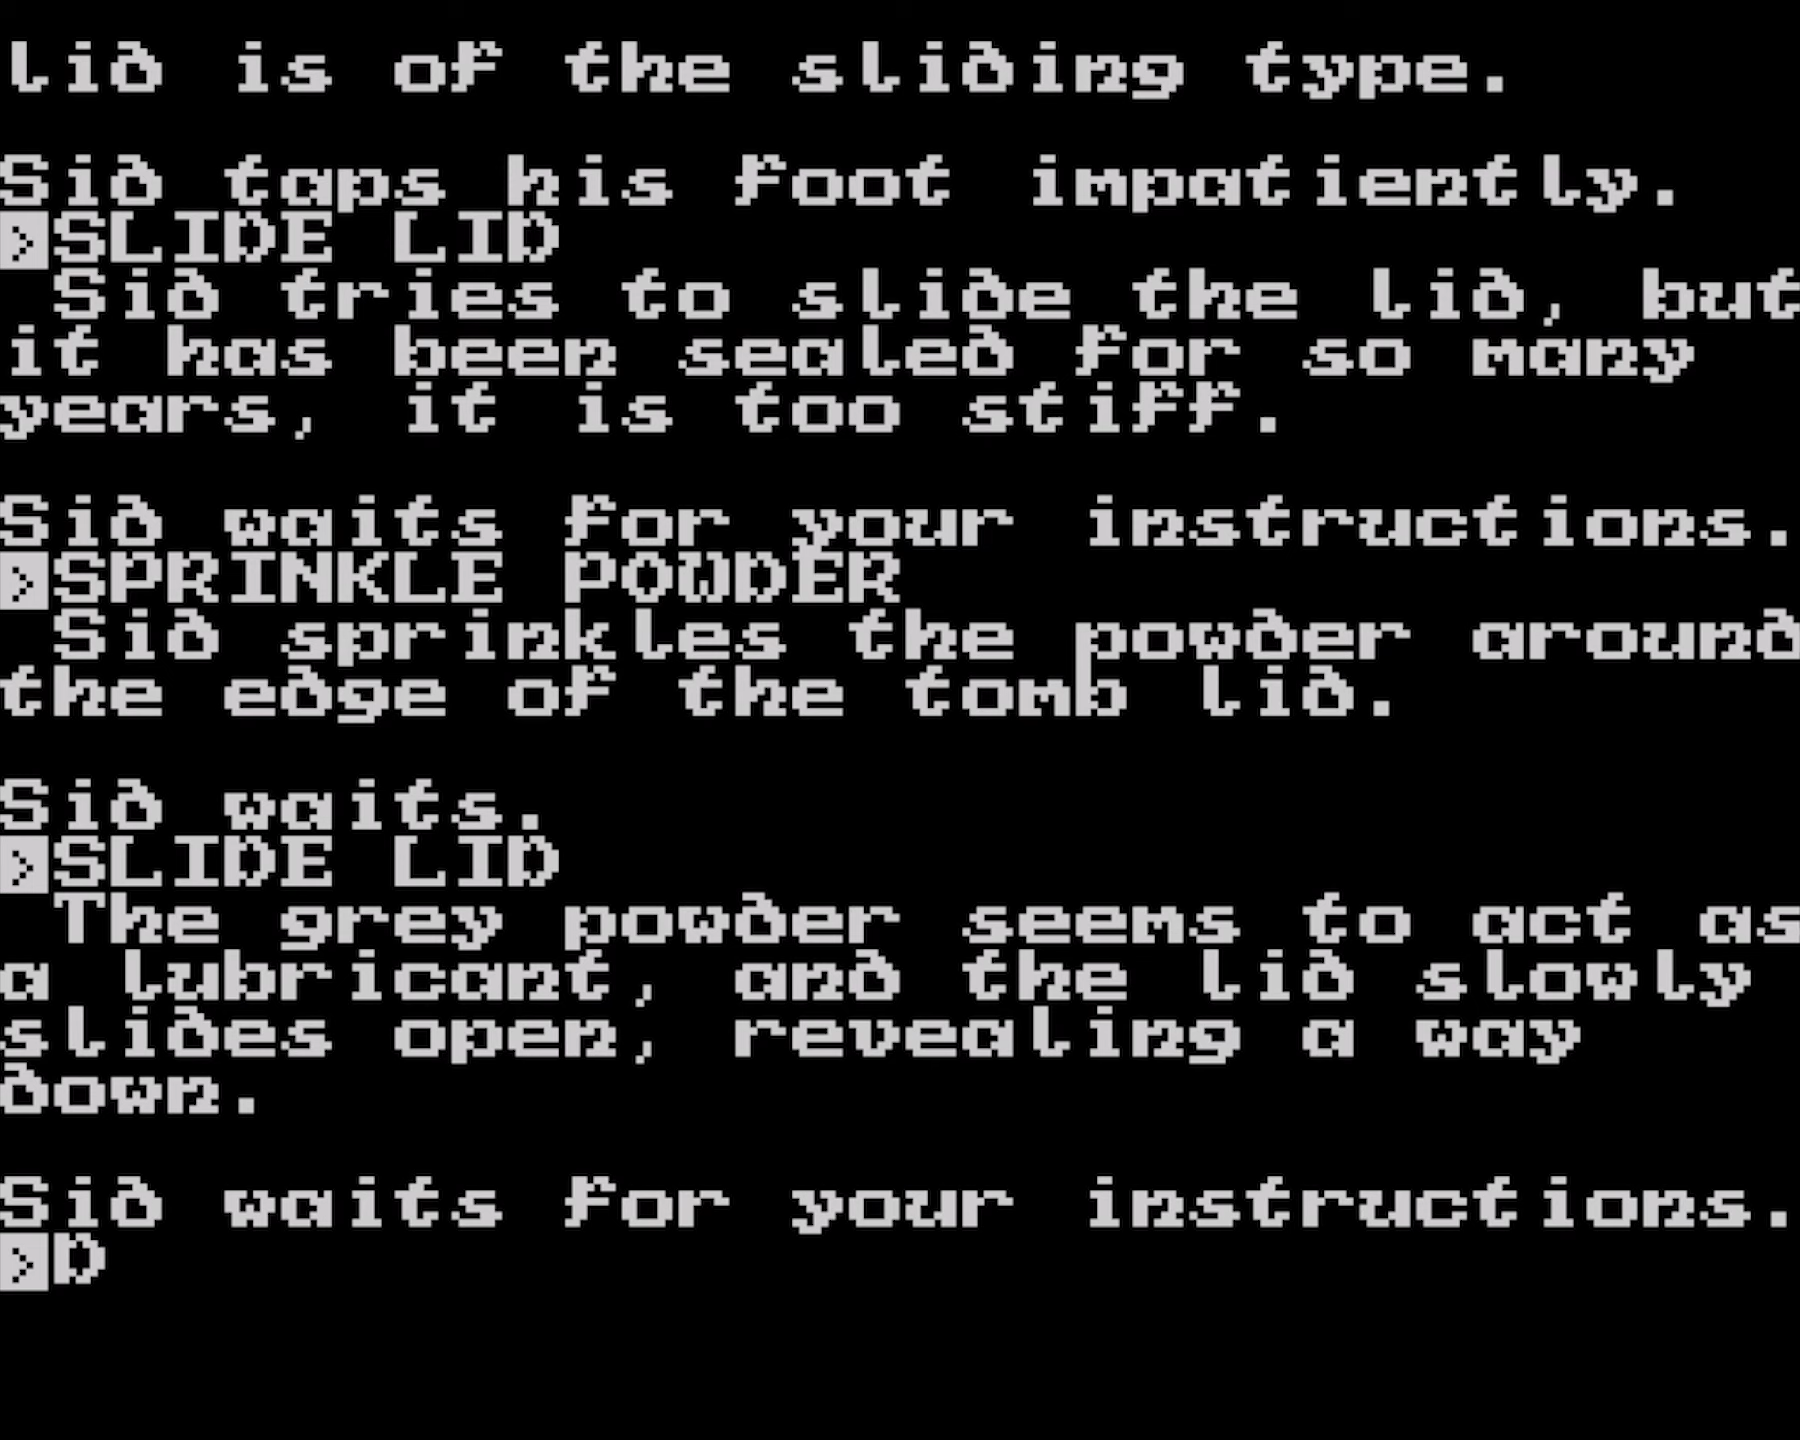 lid is of the sliding type.
Sid taps his foot impatiently.
>SLIDE LID
Sid tries to slide the lid, but
it has been sealed for so many
years, it is too stiff.
Sid waits for your instructions.
>SPRINKLE POWDER
Sid sprinkles the powder around
the edge of the tomb lid.
Sid waits.
>SLIDE LID
The grey powder seems to act as
a lubricant, and the lid slowly
slides open, revealing a way
down.
Sid waits for your instructions.
>D